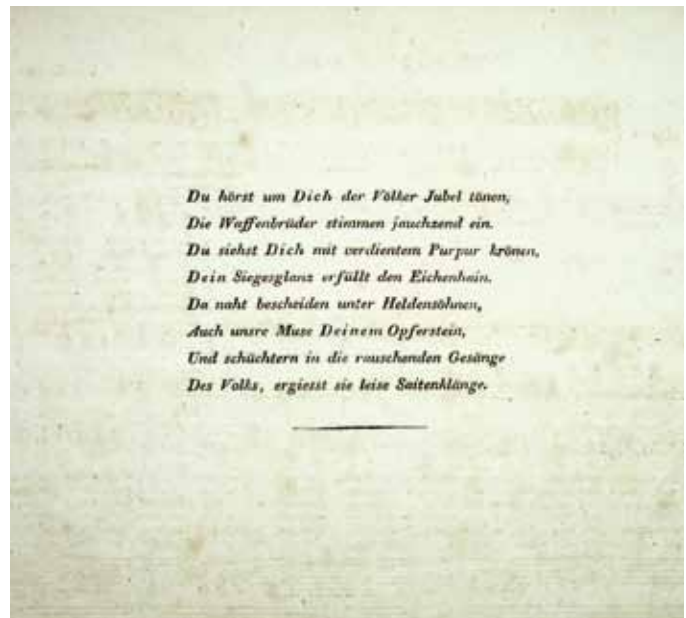 Du hörst um Dich der Völker Jubel tönen,
Die Waffenbrüder stimmen jauchzend ein.
Du siehst Dich mit verdientem Purpur krönen,
Dein Siegesglanz erfüllt den Eichenhain.
Da naht bescheiden unter Heldensöhnen,
Auch unsre Muse Deinem Opferstein,
Und schüchtern in die rauschenden Gesänge
Des Volks, ergiesst sie leise Saitenklänge.